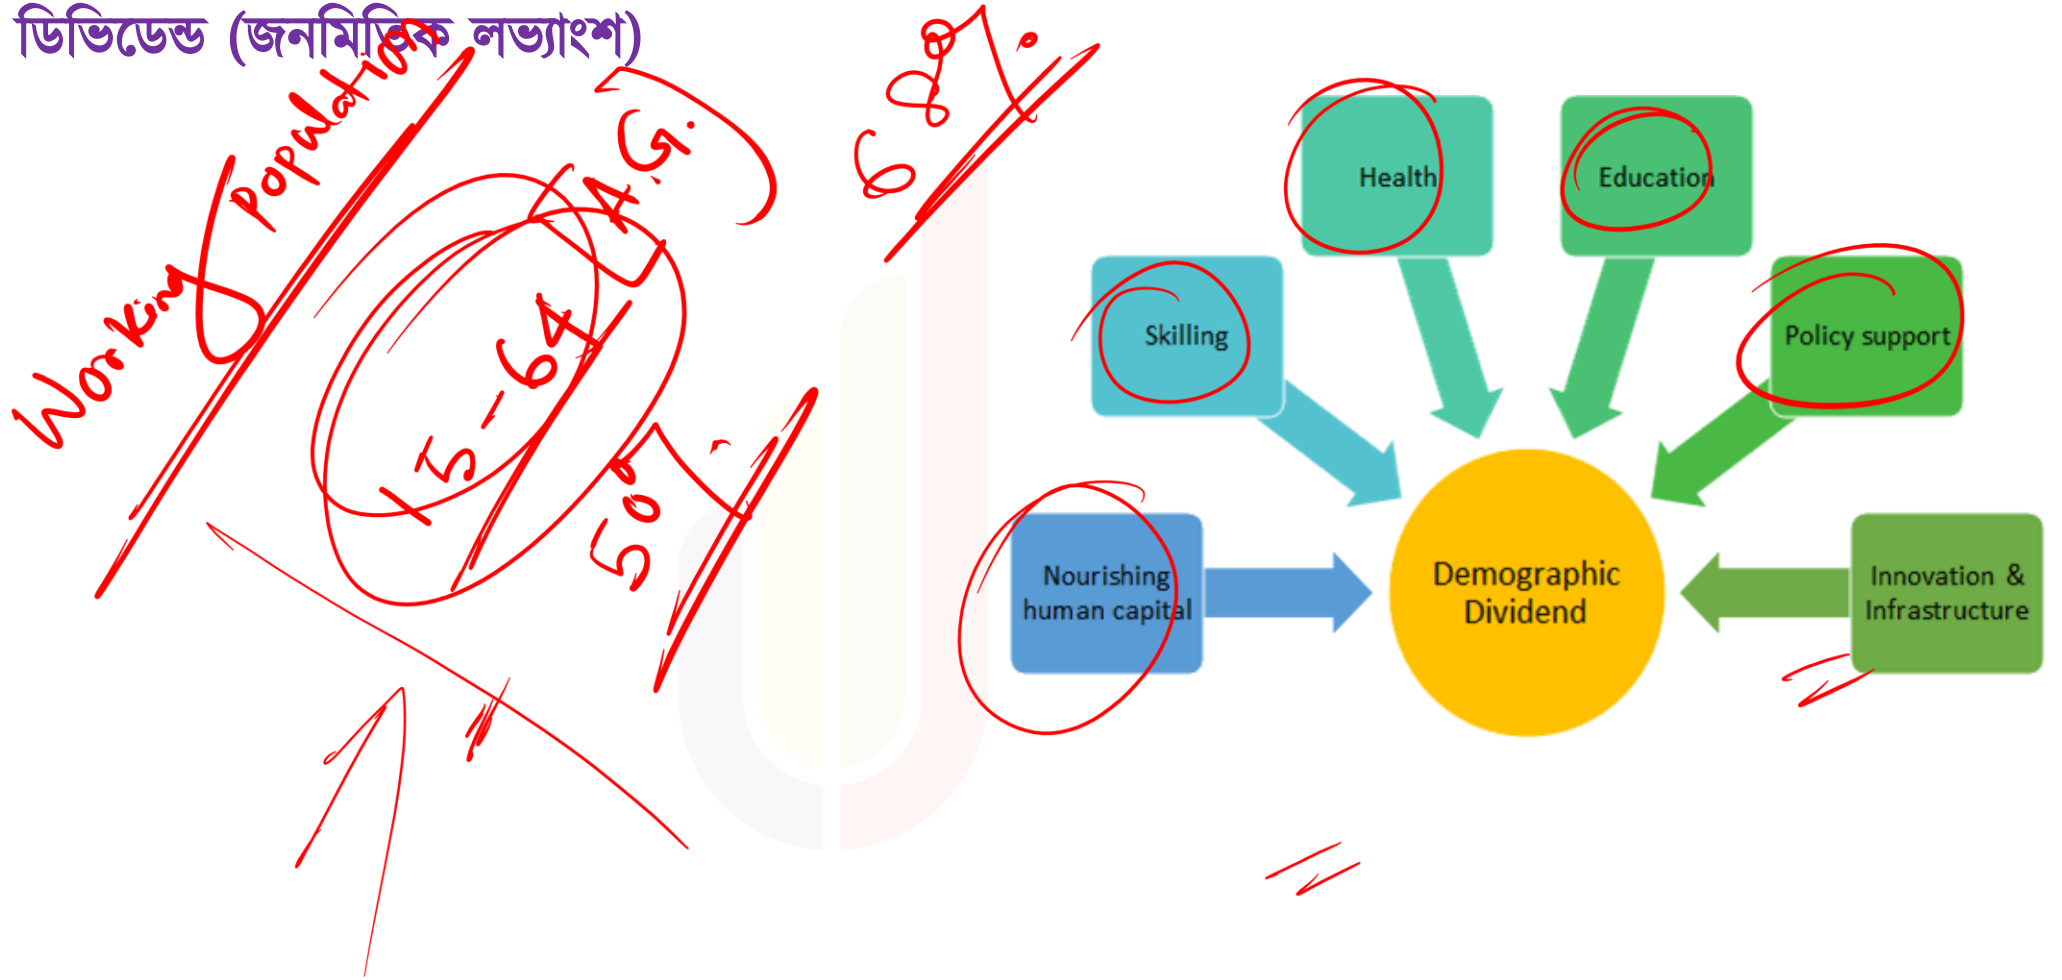 ডিভিডেন্ড (জনমিতিক লভ্যাংশ)
Working population
15-64
[A.G.]
50%
68%
Health
Education
Skilling
Policy support
Nourishing
human capital
Demographic
Dividend
Innovation &
Infrastructure